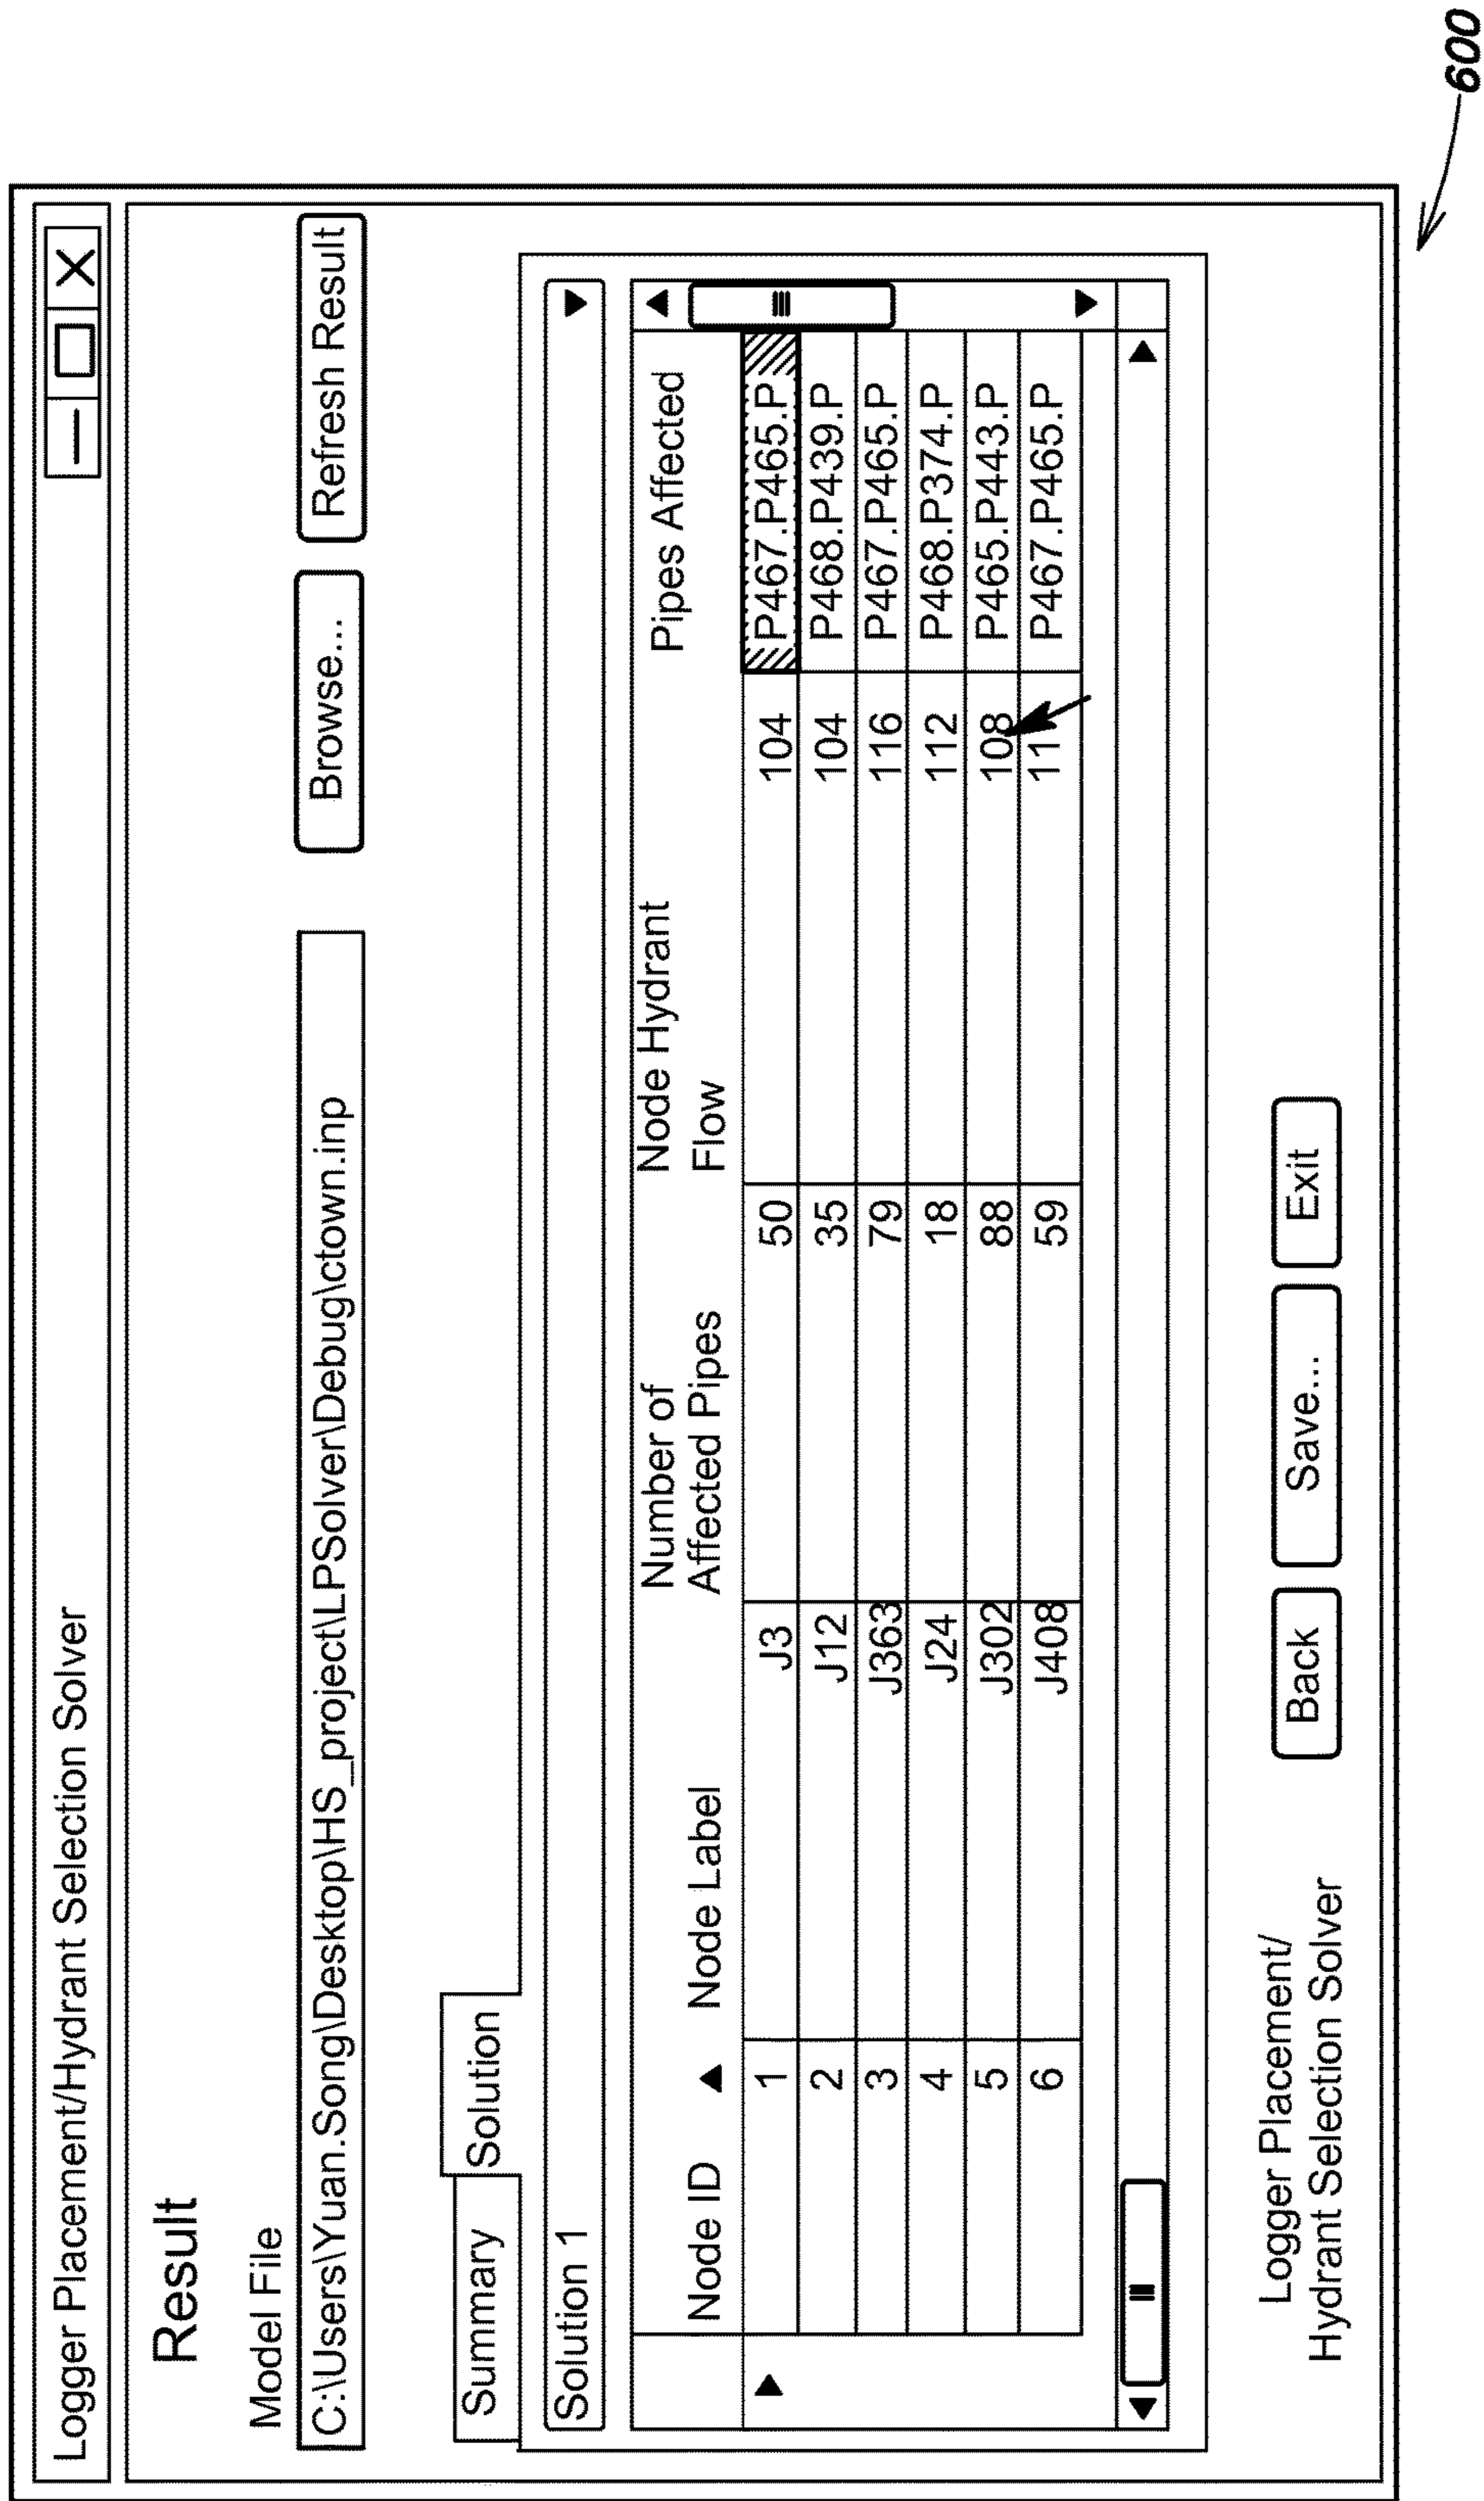 Logger Placement/Hydrant Selection Solver
Result
Model File
C:\Users\Yuan.Song\Desktop\HS_project\LPSolver\Debug\ctown.inp
Browse...
Refresh Result
Summary
Solution
Solution 1
Node ID
Node Label
Number of
Affected Pipes
Node Hydrant
Flow
Pipes Affected
1 J3 50 104 P467.P465.P
2 J12 35 104 P468.P439.P
3 J363 79 116 P467.P465.P
4 J24 18 112 P468.P374.P
5 J302 88 108 P465.P443.P
6 J408 59 P467.P465.P
Logger Placement/
Hydrant Selection Solver
Back
Save...
Exit
600